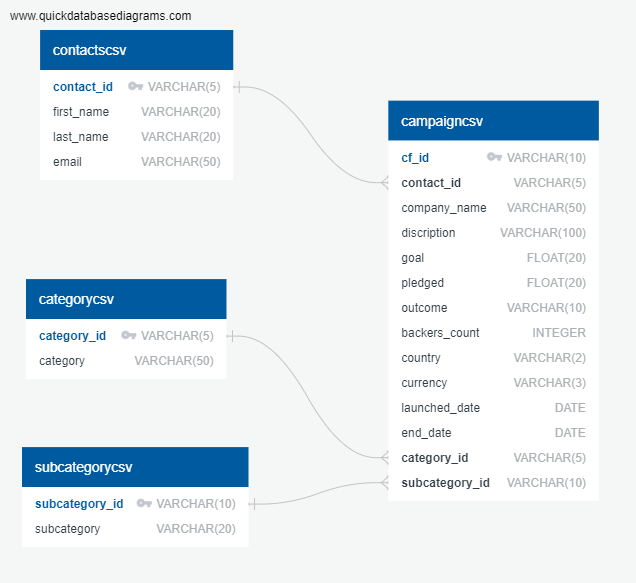 www.quickdatabasediagrams.com
contactscsv
contact_id VARCHAR(5)
first_name VARCHAR(20)
last_name VARCHAR(20)
email VARCHAR(50)
campaigncsv
cf_id VARCHAR(10)
contact_id VARCHAR(5)
company_name VARCHAR(50)
discription VARCHAR(100)
goal FLOAT(20)
pledged FLOAT(20)
outcome VARCHAR(10)
backers_count INTEGER
country VARCHAR(2)
currency VARCHAR(3)
launched_date DATE
end_date DATE
category_id VARCHAR(5)
subcategory_id VARCHAR(10)
categorycsv
category_id VARCHAR(5)
category VARCHAR(50)
subcategorycsv
subcategory_id VARCHAR(10)
subcategory VARCHAR(20)